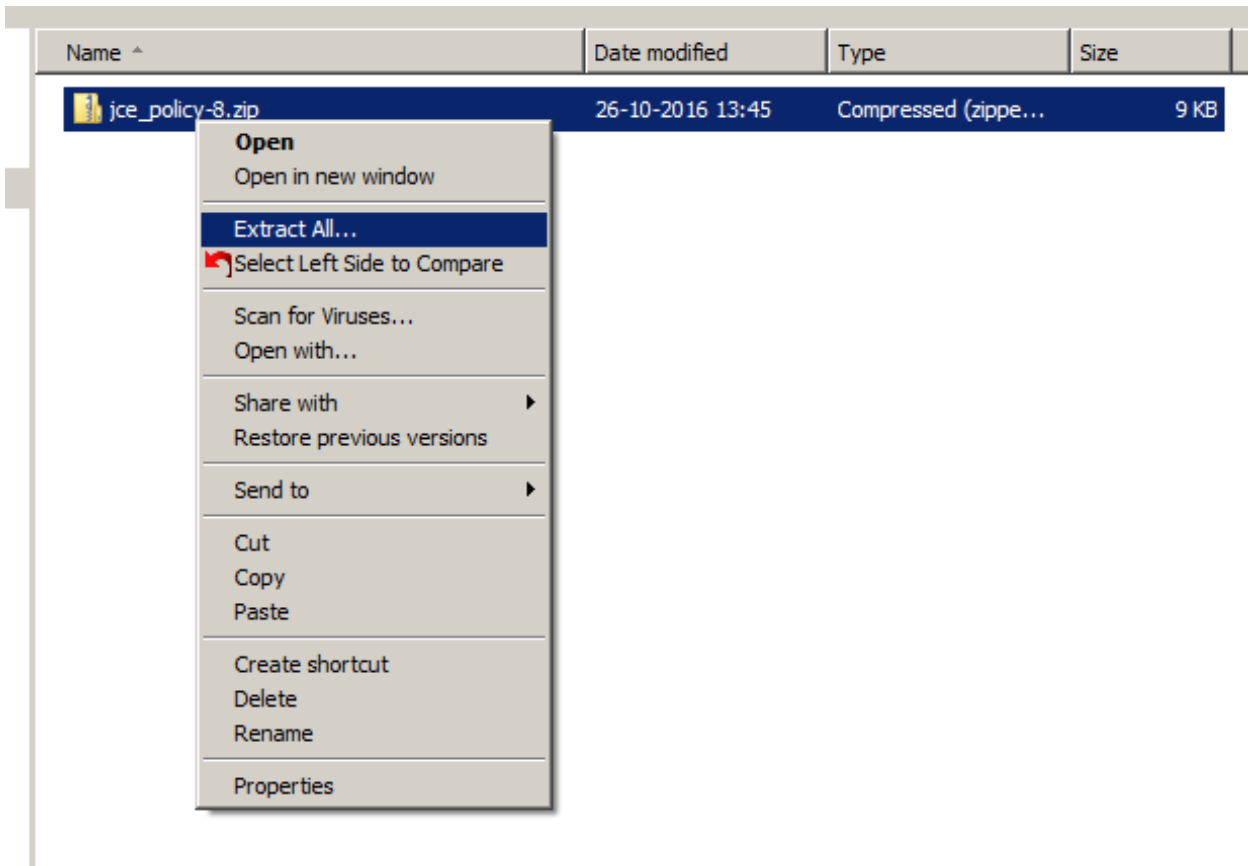 Name Date modified Type Size
jce_policy-8.zip 26-10-2016 13:45 Compressed (zippe... 9 KB
Open
Open in new window
Extract All...
Select Left Side to Compare
Scan for Viruses...
Open with...
Share with
Restore previous versions
Send to
Cut
Copy
Paste
Create shortcut
Delete
Rename
Properties